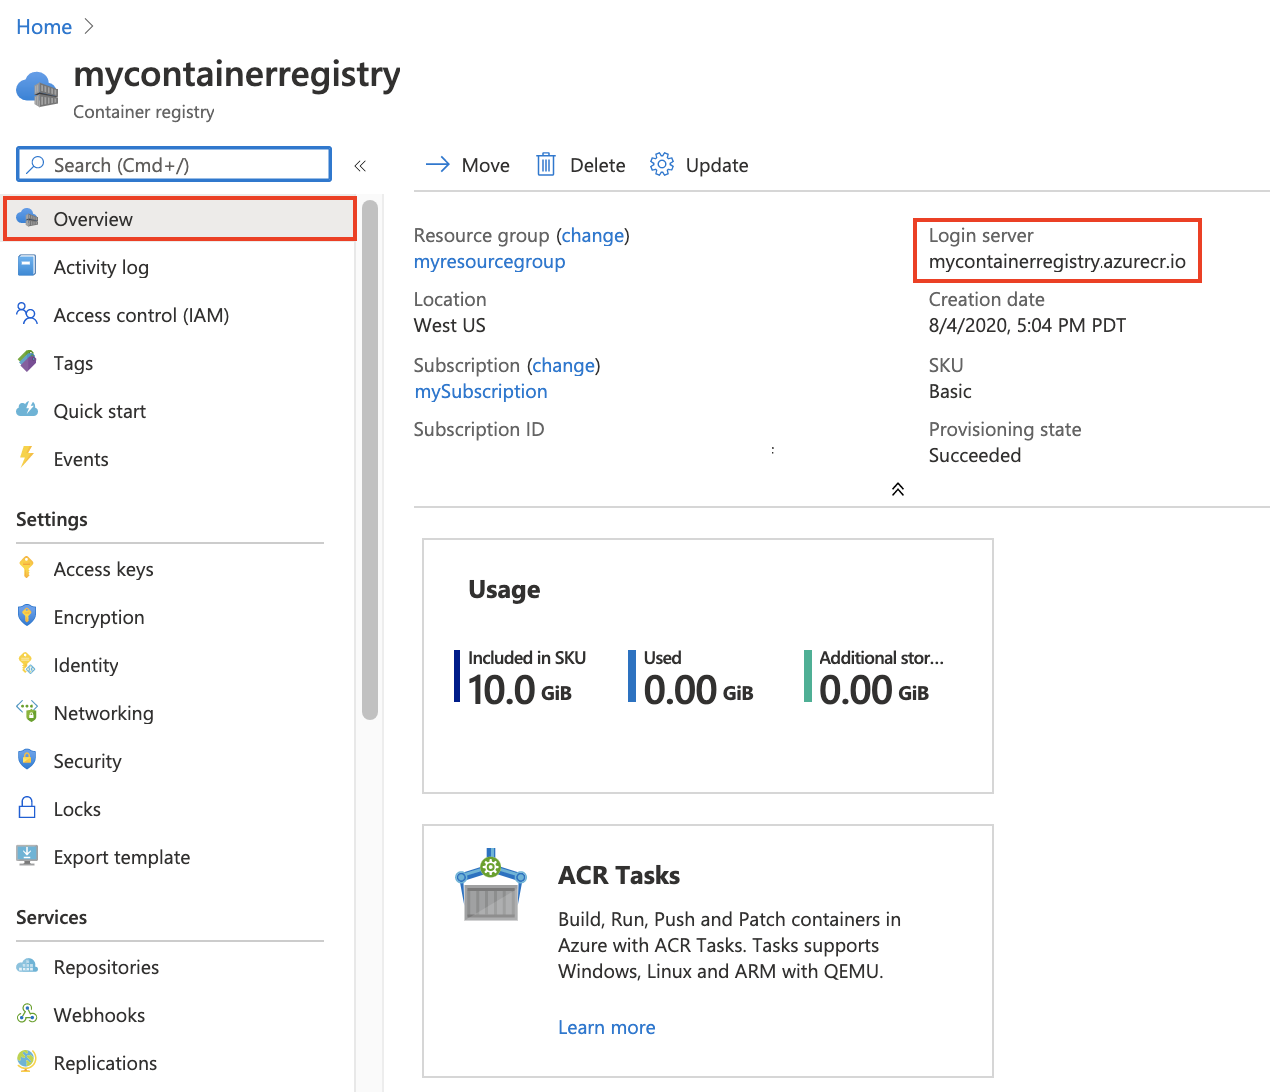 Home
mycontainerregistry
Container registry
Search (Cmd+/)
«
Move
Delete
Update
Overview
Activity log
Access control (IAM)
Tags
Quick start
Events
Settings
Access keys
Encryption
Identity
Networking
Security
Locks
Export template
Services
Repositories
Webhooks
Replications
Resource group (change)
myresourcegroup
Location
West US
Subscription (change)
mySubscription
Subscription ID
:
Login server
mycontainerregistry.azurecr.io
Creation date
8/4/2020, 5:04 PM PDT
SKU
Basic
Provisioning state
Succeeded
Usage
Included in SKU
10.0 GiB
Used
0.00 GiB
Additional stor...
0.00 GiB
ACR Tasks
Build, Run, Push and Patch containers in
Azure with ACR Tasks. Tasks supports
Windows, Linux and ARM with QEMU.
Learn more